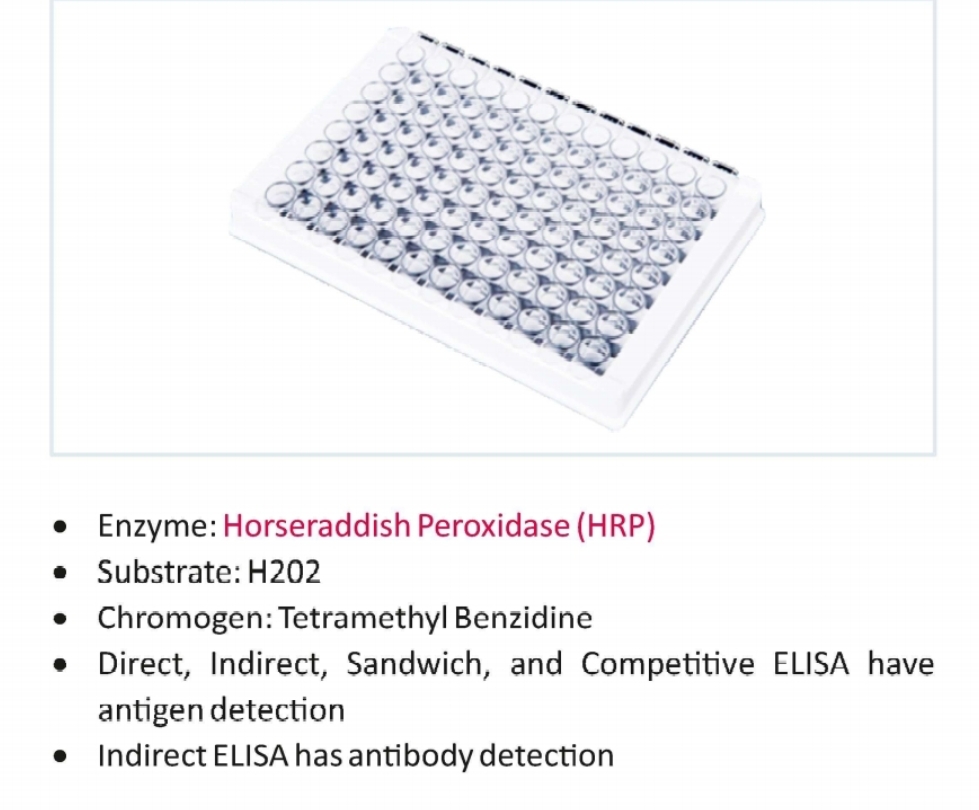 • Enzyme: Horseraddish Peroxidase (HRP)
• Substrate: H202
• Chromogen: Tetramethyl Benzidine
• Direct, Indirect, Sandwich, and Competitive ELISA have
antigen detection
• Indirect ELISA has antibody detection